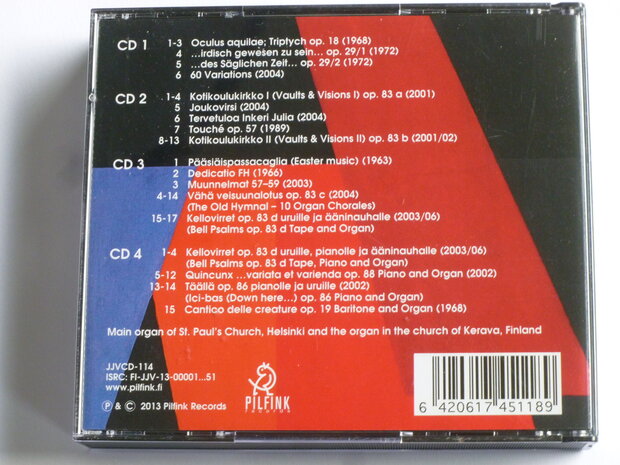 CD 1 1-3 Oculus aquilae; Triptych op. 18 (1968)
4 ...irdisch gewesen zu sein... op. 29/1 (1972)
5 ...des Säglichen Zeit... op. 29/2 (1972)
6 60 Variations (2004)
CD 2 1-4 Kotikoulukirkko I (Vaults & Visions I) op. 83 a (2001)
5 Joukovirsi (2004)
6 Tervetuloa Inkeri Julia (2004)
7 Touché op. 57 (1989)
8-13 Kotikoulukirkko II (Vaults & Visions II) op. 83 b (2001/02)
CD 3 1 Pääsiäispassacaglia (Easter music) (1963)
2 Dedicatio FH (1966)
3 Muunnelmat 57–59 (2003)
4-14 Vähä veisuunalotus op. 83 c (2004)
(The Old Hymnal – 10 Organ Chorales)
15-17 Kellovirret op. 83 d uruille ja ääninauhalle (2003/06)
(Bell Psalms op. 83 d Tape and Organ)
CD 4 1-4 Kellovirret op. 83 d uruille, pianolle ja ääninauhalle (2003/06)
(Bell Psalms op. 83 d Tape, Piano and Organ)
5-12 Quincunx ...variata et varienda op. 88 Piano and Organ (2002)
13-14 Täällä op. 86 pianolle ja uruille (2002)
(Ici-bas (Down here...) op. 86 Piano and Organ)
15 Cantico delle creature op. 19 Baritone and Organ (1968)
Main organ of St. Paul's Church, Helsinki and the organ in the church of Kerava, Finland
JJVCD-114
ISRC: FI-JJV-13-00001...51
www.pilfink.fi
PILFINK
records
℗ & © 2013 Pilfink Records
6 420617 451189